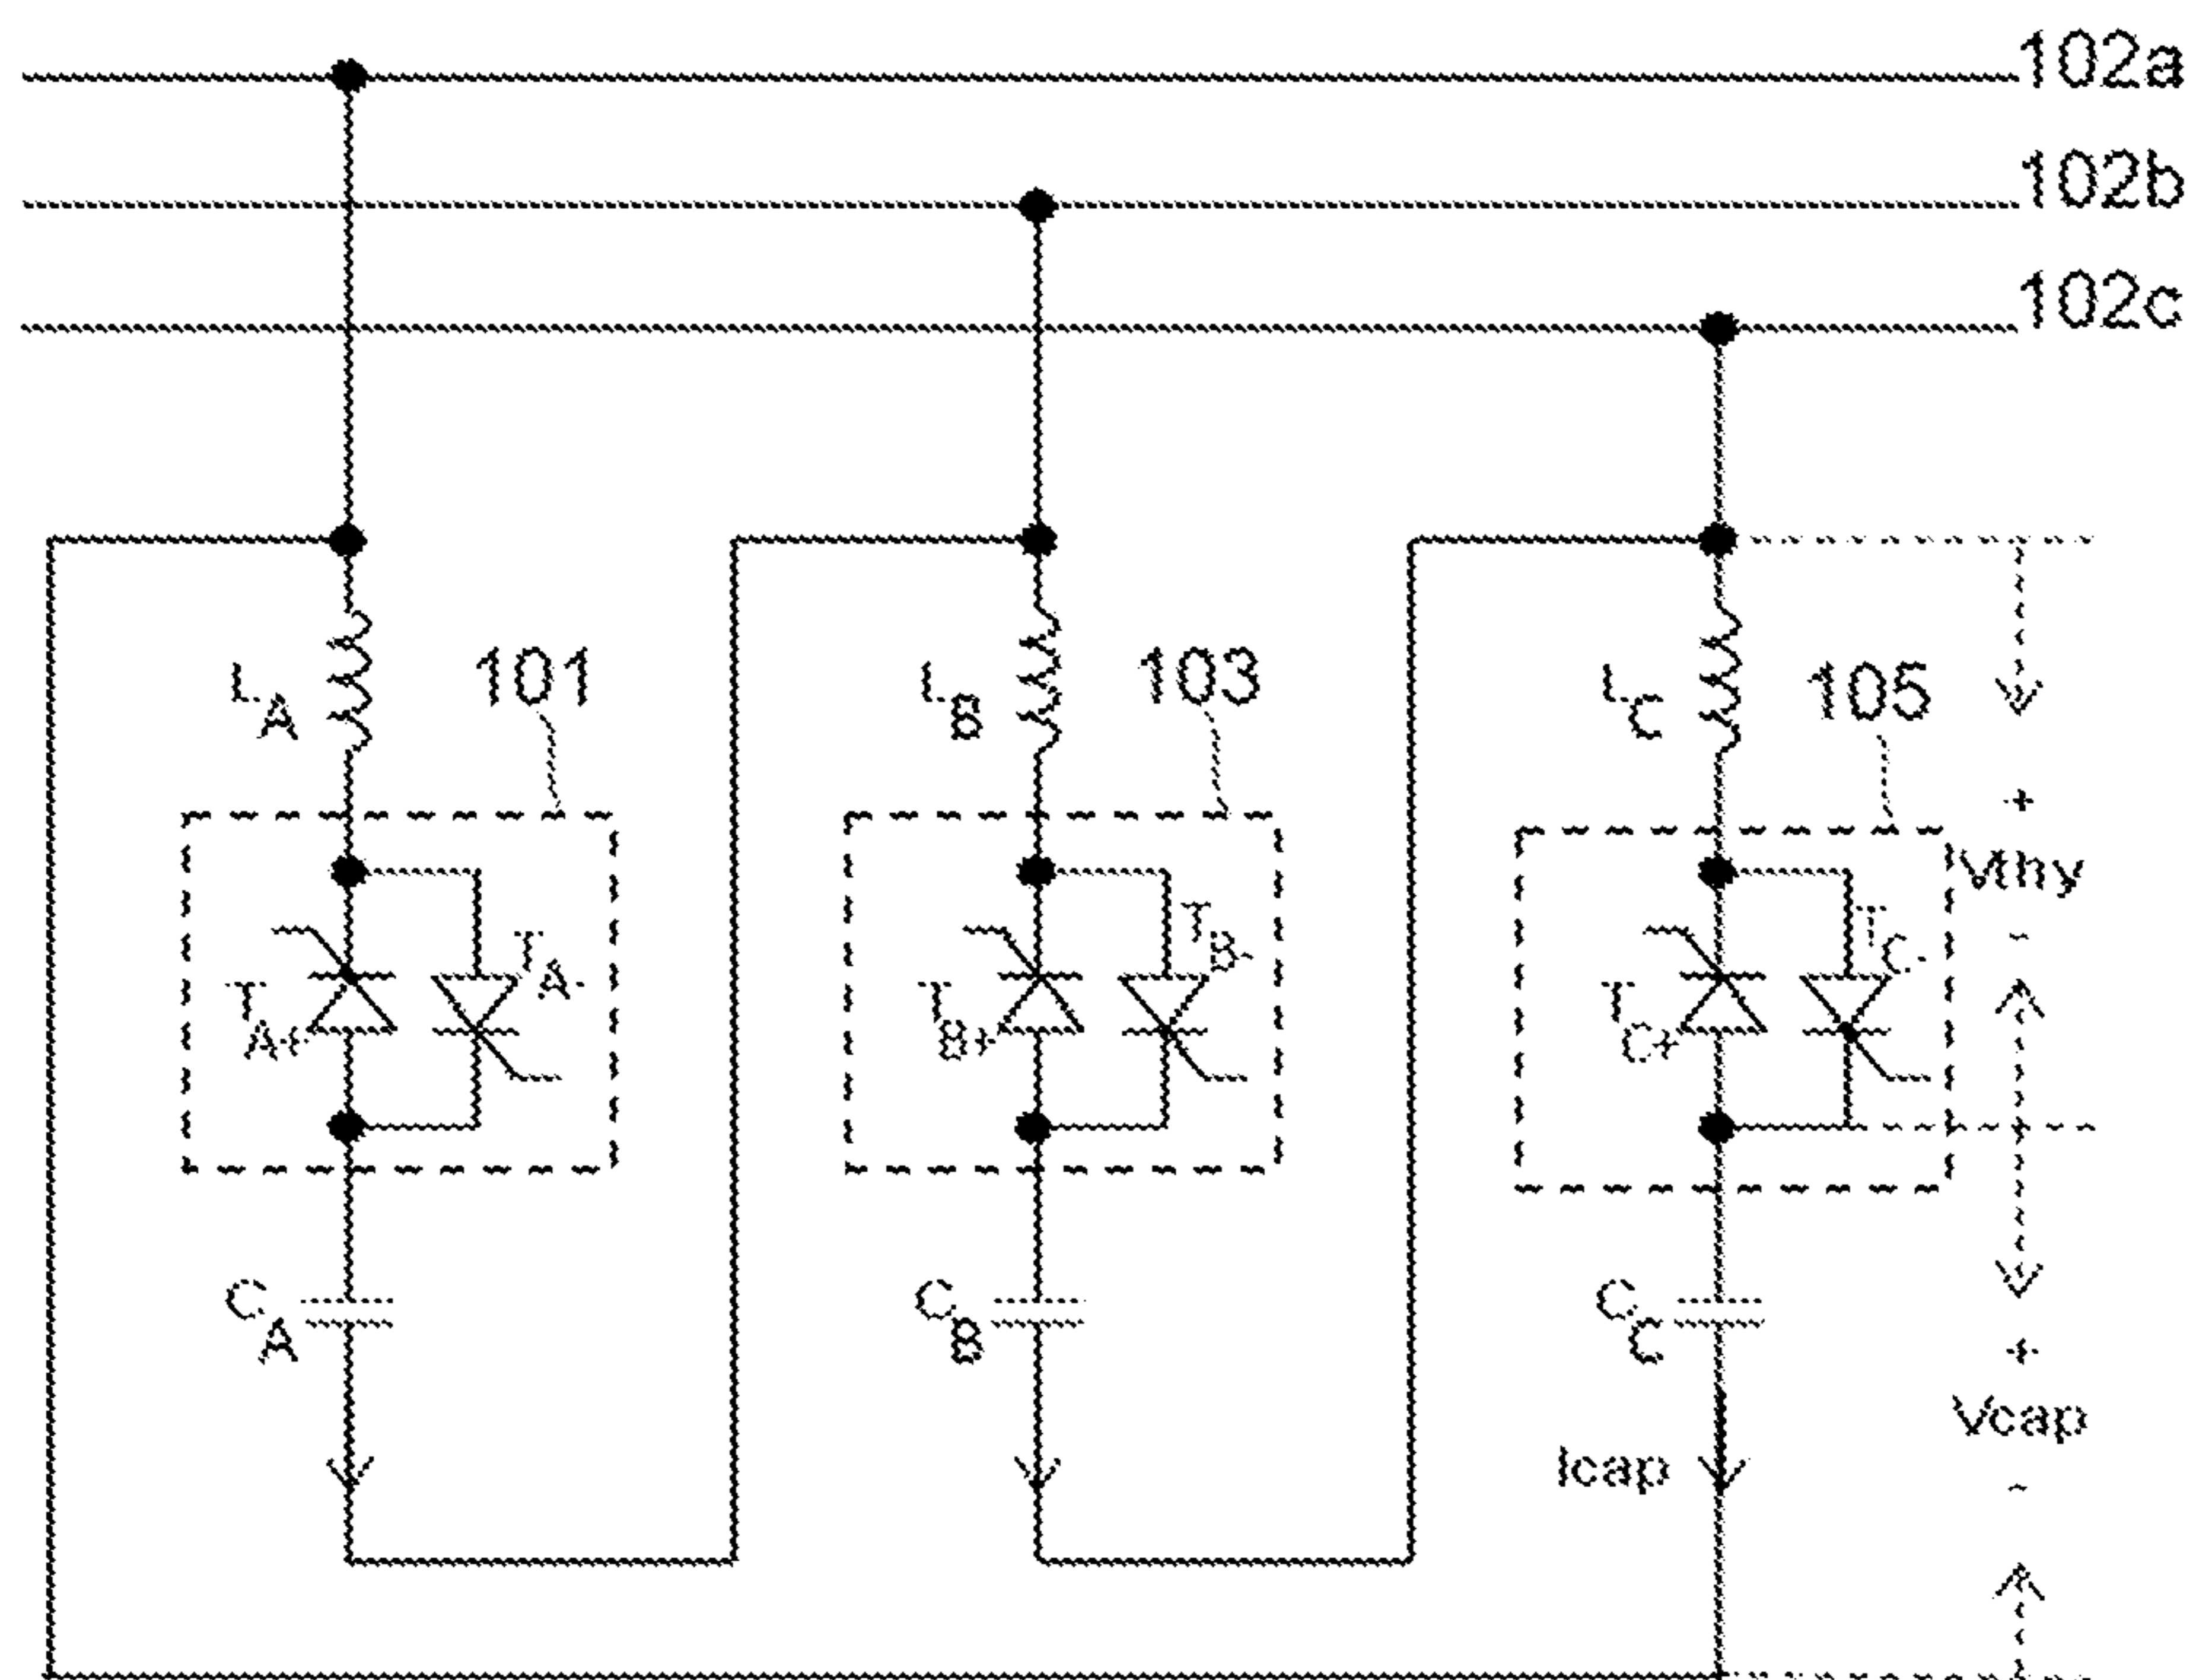 102a
102b
102c
LA
101
LB
103
LC
105
+
Vthy
-
TA+
TA-
TB+
TB-
TC+
TC-
CA
CB
CC
+
Vcap
-
Icap